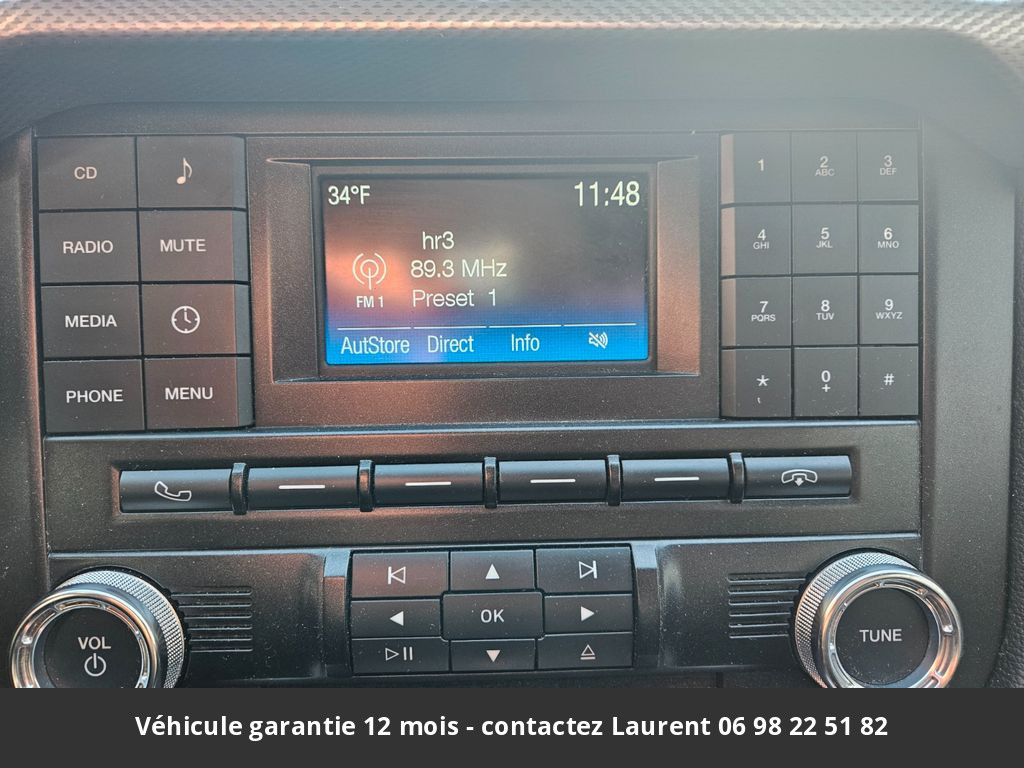 34°F 11:48
hr3
89.3 MHz
FM 1 Preset 1
AutStore Direct Info
CD
RADIO MUTE
MEDIA
PHONE MENU
1 2 ABC 3 DEF
4 GHI 5 JKL 6 MNO
7 PQRS 8 TUV 9 WXYZ
* 0 + #
OK
VOL
TUNE
Véhicule garantie 12 mois - contactez Laurent 06 98 22 51 82